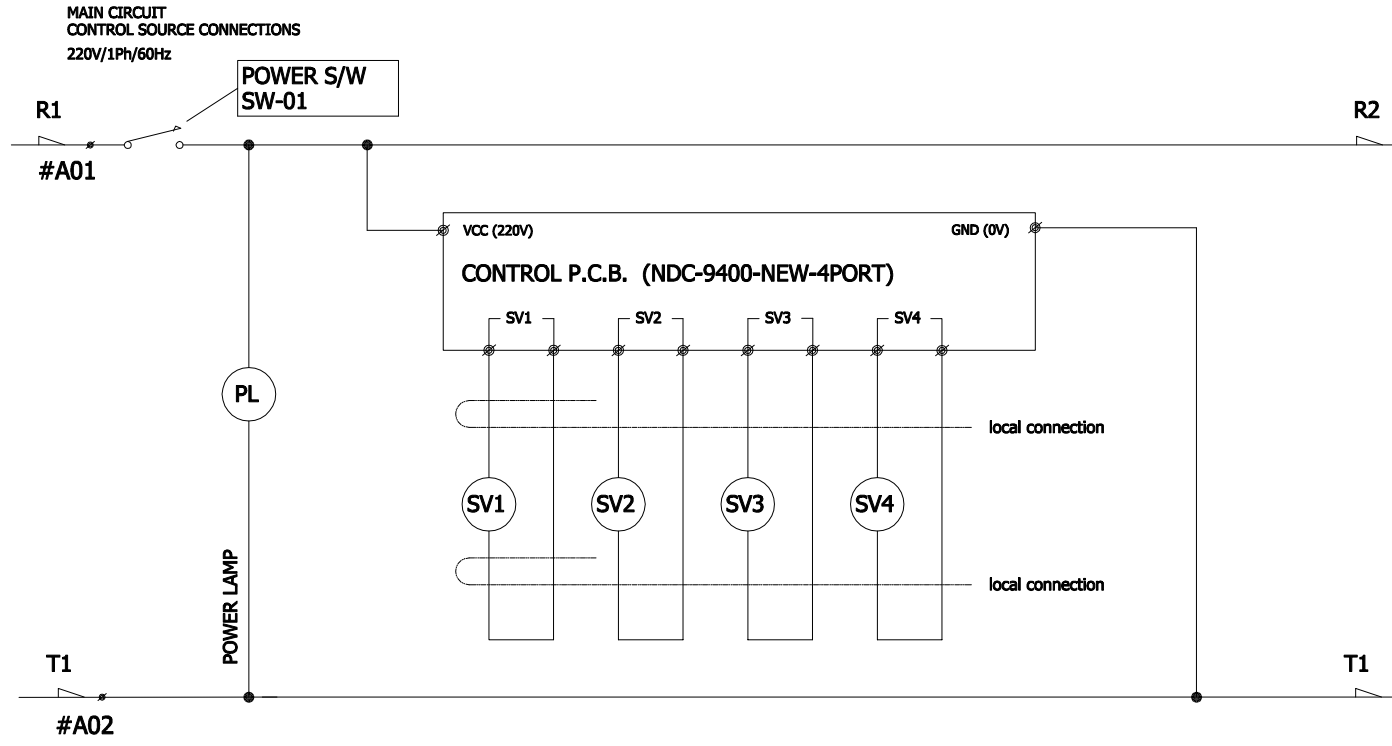 MAIN CIRCUIT
CONTROL SOURCE CONNECTIONS
220V/1Ph/60Hz
POWER S/W
SW-01
R1
R2
#A01
VCC (220V)
GND (0V)
CONTROL P.C.B. (NDC-9400-NEW-4PORT)
SV1
SV2
SV3
SV4
PL
local connection
SV1
SV2
SV3
SV4
local connection
POWER LAMP
T1
T1
#A02